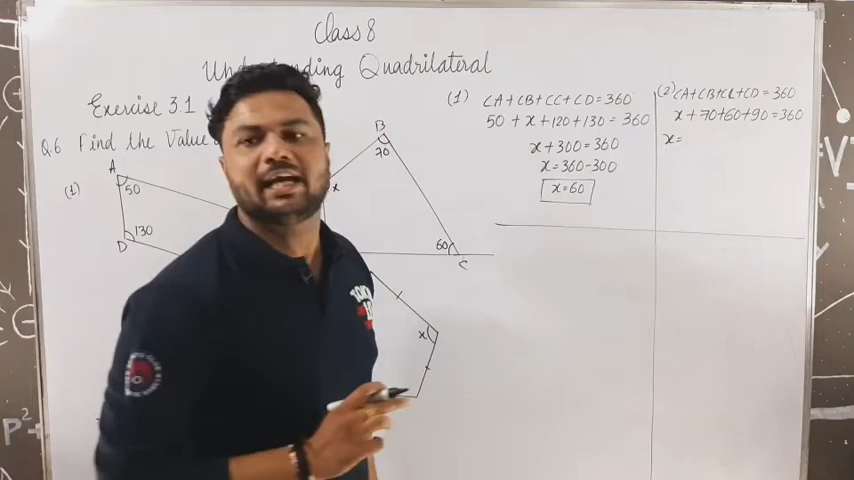 Class 8
Understanding Quadrilateral
Exercise 3.1
Q.6 Find the Value
(1)
A
50
130
D
B
70
x
60
C
x
(1) ∠A+∠B+∠C+∠D=360
50+x+120+130=360
x+300=360
x=360-300
x=60
(2) ∠A+∠B+∠C+∠D=360
x+70+60+90=360
x=